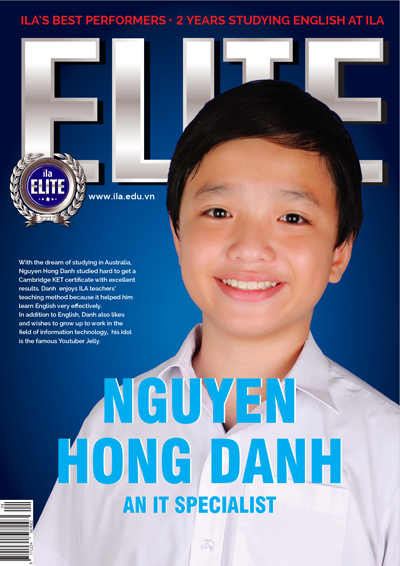 ILA'S BEST PERFORMERS • 2 YEARS STUDYING ENGLISH AT ILA
ELITE
ila
ELITE
2017
www.ila.edu.vn
With the dream of studying in Australia,
Nguyen Hong Danh studied hard to get a
Cambridge KET certificate with excellent
results. Danh enjoys ILA teachers'
teaching method because it helped him
learn English very effectively.
In addition to English, Danh also likes
and wishes to grow up to work in the
field of information technology, his idol
is the famous Youtuber Jelly.
NGUYEN
HONG DANH
AN IT SPECIALIST